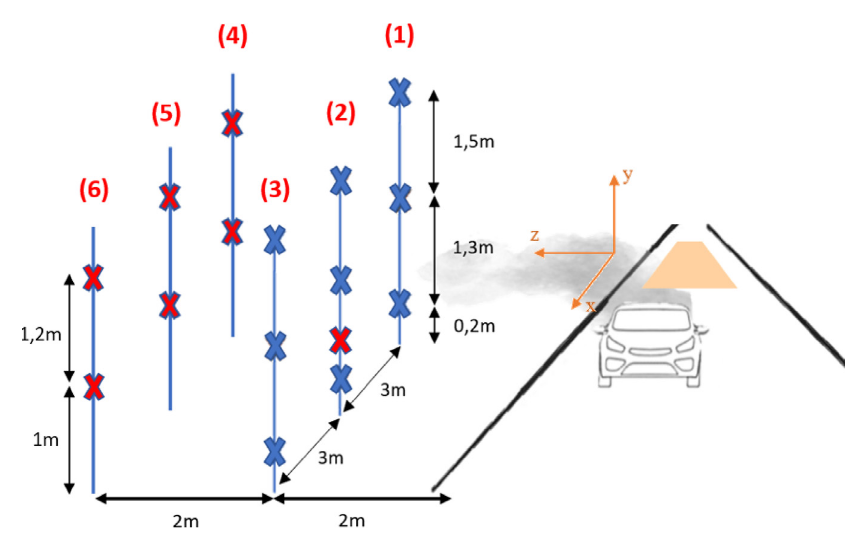 (4)
(1)
(5)
(2)
1,5m
(6)
(3)
y
z
1,3m
x
1,2m
0,2m
3m
1m
3m
2m
2m